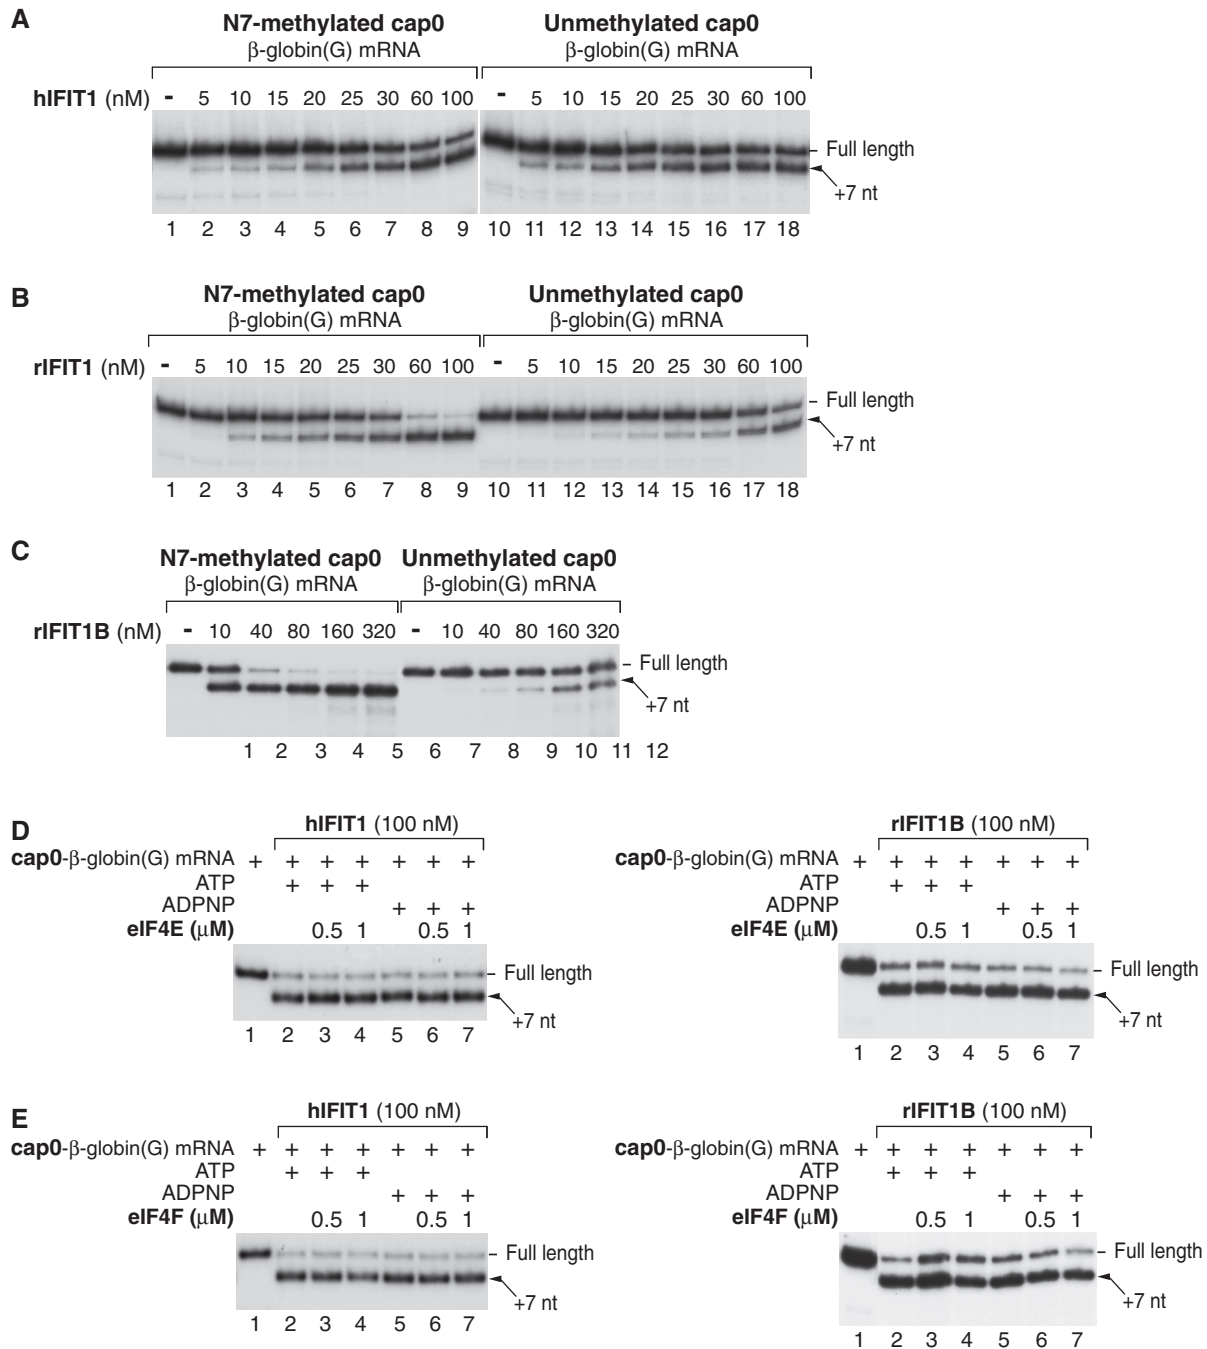 A
N7-methylated cap0 Unmethylated cap0
β-globin(G) mRNA β-globin(G) mRNA
hIFIT1 (nM) - 5 10 15 20 25 30 60 100 - 5 10 15 20 25 30 60 100
Full length
+7 nt
1 2 3 4 5 6 7 8 9 10 11 12 13 14 15 16 17 18
B
N7-methylated cap0 Unmethylated cap0
β-globin(G) mRNA β-globin(G) mRNA
rIFIT1 (nM) - 5 10 15 20 25 30 60 100 - 5 10 15 20 25 30 60 100
Full length
+7 nt
1 2 3 4 5 6 7 8 9 10 11 12 13 14 15 16 17 18
C
N7-methylated cap0 Unmethylated cap0
β-globin(G) mRNA β-globin(G) mRNA
rIFIT1B (nM) - 10 40 80 160 320 - 10 40 80 160 320
Full length
+7 nt
1 2 3 4 5 6 7 8 9 10 11 12
D
hIFIT1 (100 nM)
cap0-β-globin(G) mRNA + + + + + + +
ATP + + +
ADPNP + + +
eIF4E (μM) 0.5 1 0.5 1
Full length
+7 nt
1 2 3 4 5 6 7
rIFIT1B (100 nM)
cap0-β-globin(G) mRNA + + + + + + +
ATP + + +
ADPNP + + +
eIF4E (μM) 0.5 1 0.5 1
Full length
+7 nt
1 2 3 4 5 6 7
E
hIFIT1 (100 nM)
cap0-β-globin(G) mRNA + + + + + + +
ATP + + +
ADPNP + + +
eIF4F (μM) 0.5 1 0.5 1
Full length
+7 nt
1 2 3 4 5 6 7
rIFIT1B (100 nM)
cap0-β-globin(G) mRNA + + + + + + +
ATP + + +
ADPNP + + +
eIF4F (μM) 0.5 1 0.5 1
Full length
+7 nt
1 2 3 4 5 6 7